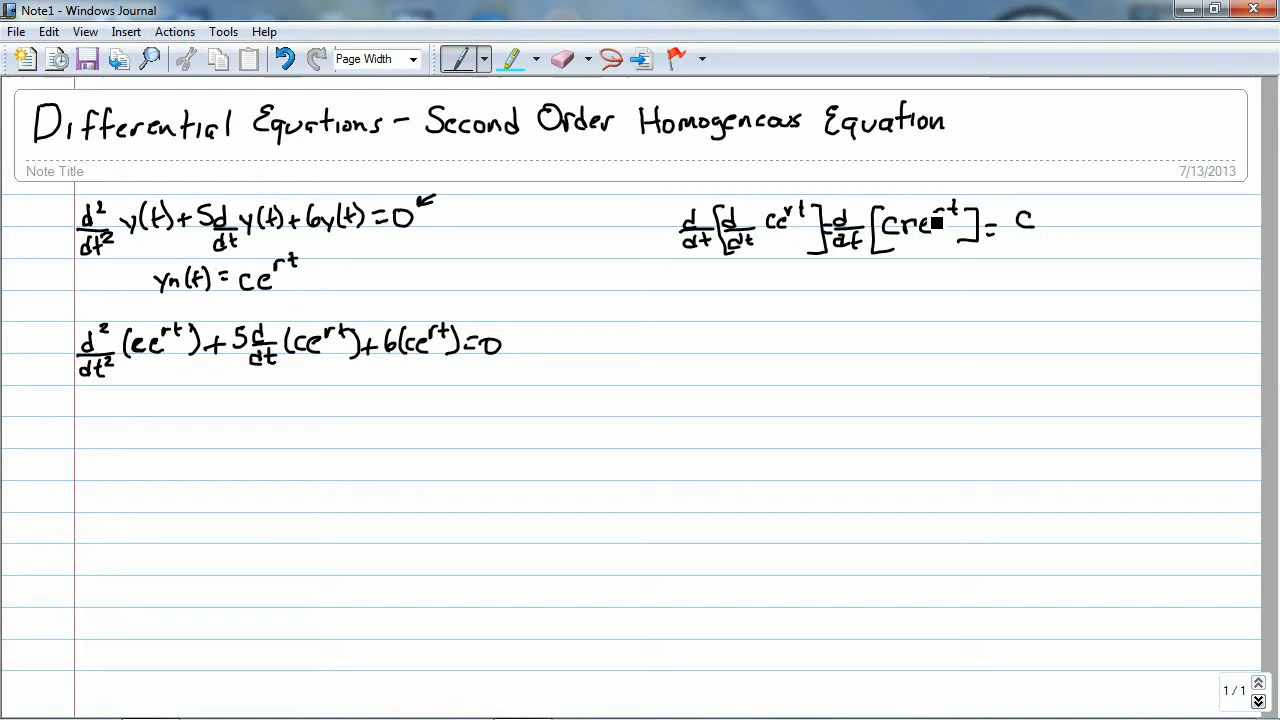 Note1 - Windows Journal
File Edit View Insert Actions Tools Help
Page Width
Differential Equations - Second Order Homogeneous Equation
Note Title
7/13/2013
d²/dt² y(t) + 5 d/dt y(t) + 6y(t) = 0
d/dt [d/dt ce^rt] = d/dt [cre^rt] = c
yn(t) = ce^rt
d²/dt² (ce^rt) + 5 d/dt (ce^rt) + 6(ce^rt) = 0
1 / 1